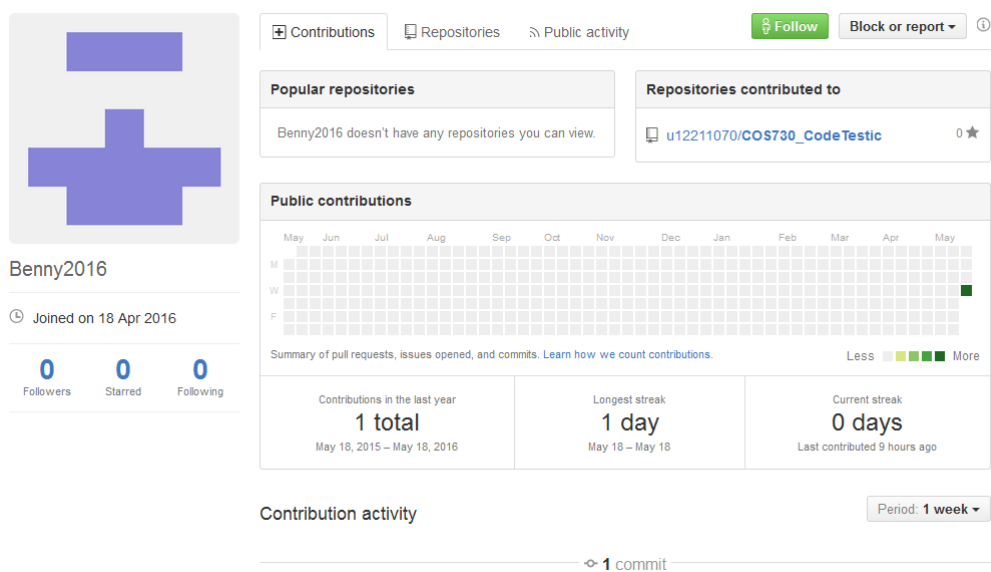 Contributions Repositories Public activity Follow Block or report
Popular repositories
Benny2016 doesn't have any repositories you can view.
Repositories contributed to
u12211070/COS730_CodeTestic 0
Public contributions
May Jun Jul Aug Sep Oct Nov Dec Jan Feb Mar Apr May
M
W
F
Summary of pull requests, issues opened, and commits. Learn how we count contributions.
Less More
Contributions in the last year
1 total
May 18, 2015 – May 18, 2016
Longest streak
1 day
May 18 – May 18
Current streak
0 days
Last contributed 9 hours ago
Benny2016
Joined on 18 Apr 2016
0 0 0
Followers Starred Following
Contribution activity
Period: 1 week
1 commit